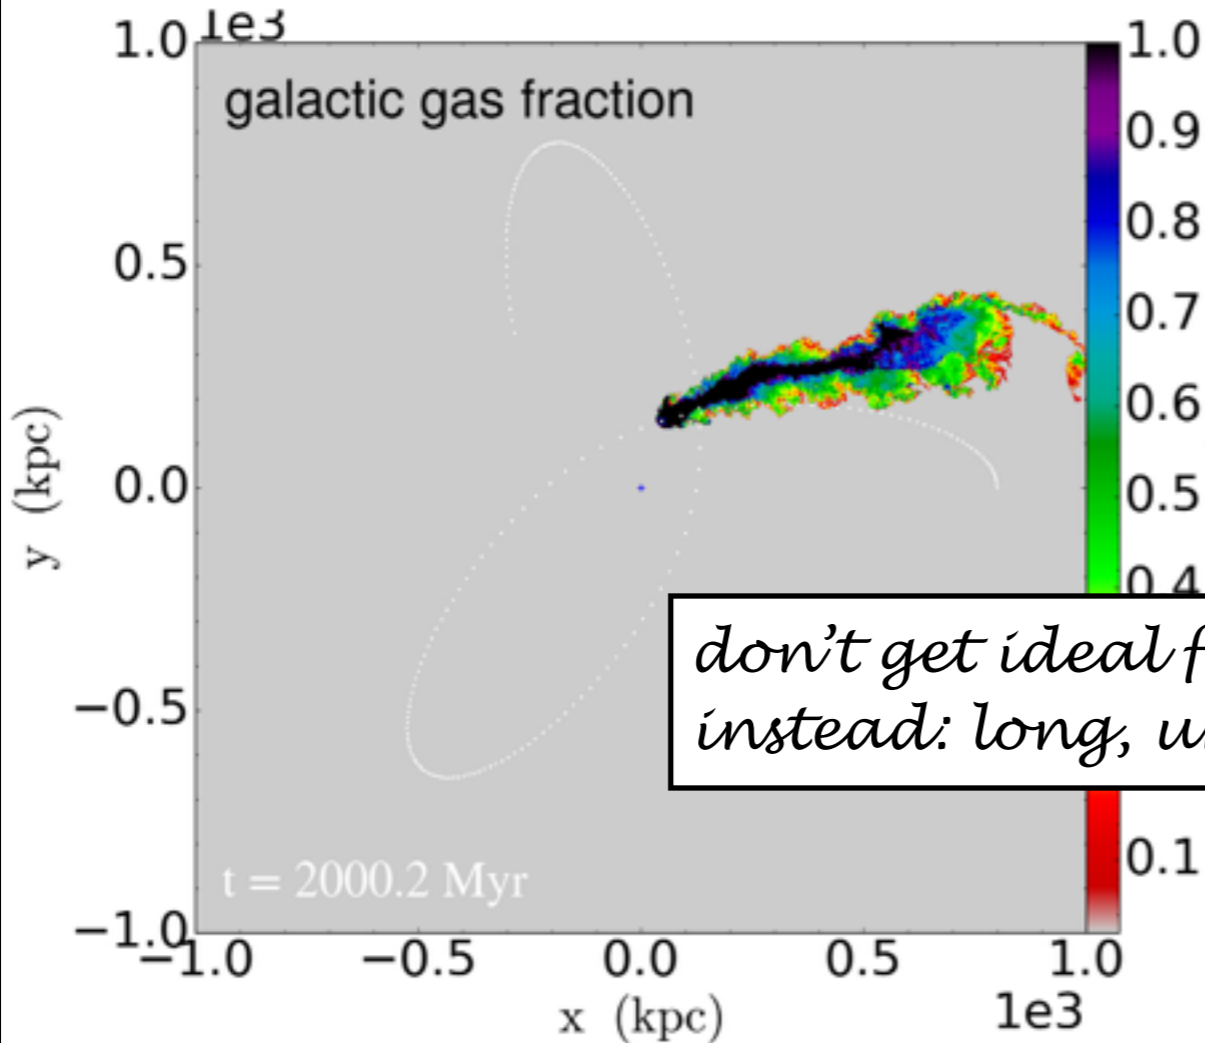 1e3
galactic gas fraction
1.0
0.5
0.0
−0.5
−1.0
y (kpc)
t = 2000.2 Myr
−1.0
−0.5
0.0
0.5
1.0
x (kpc)
1e3
1.0
0.9
0.8
0.7
0.6
0.5
0.4
0.1
don't get ideal
instead: long,